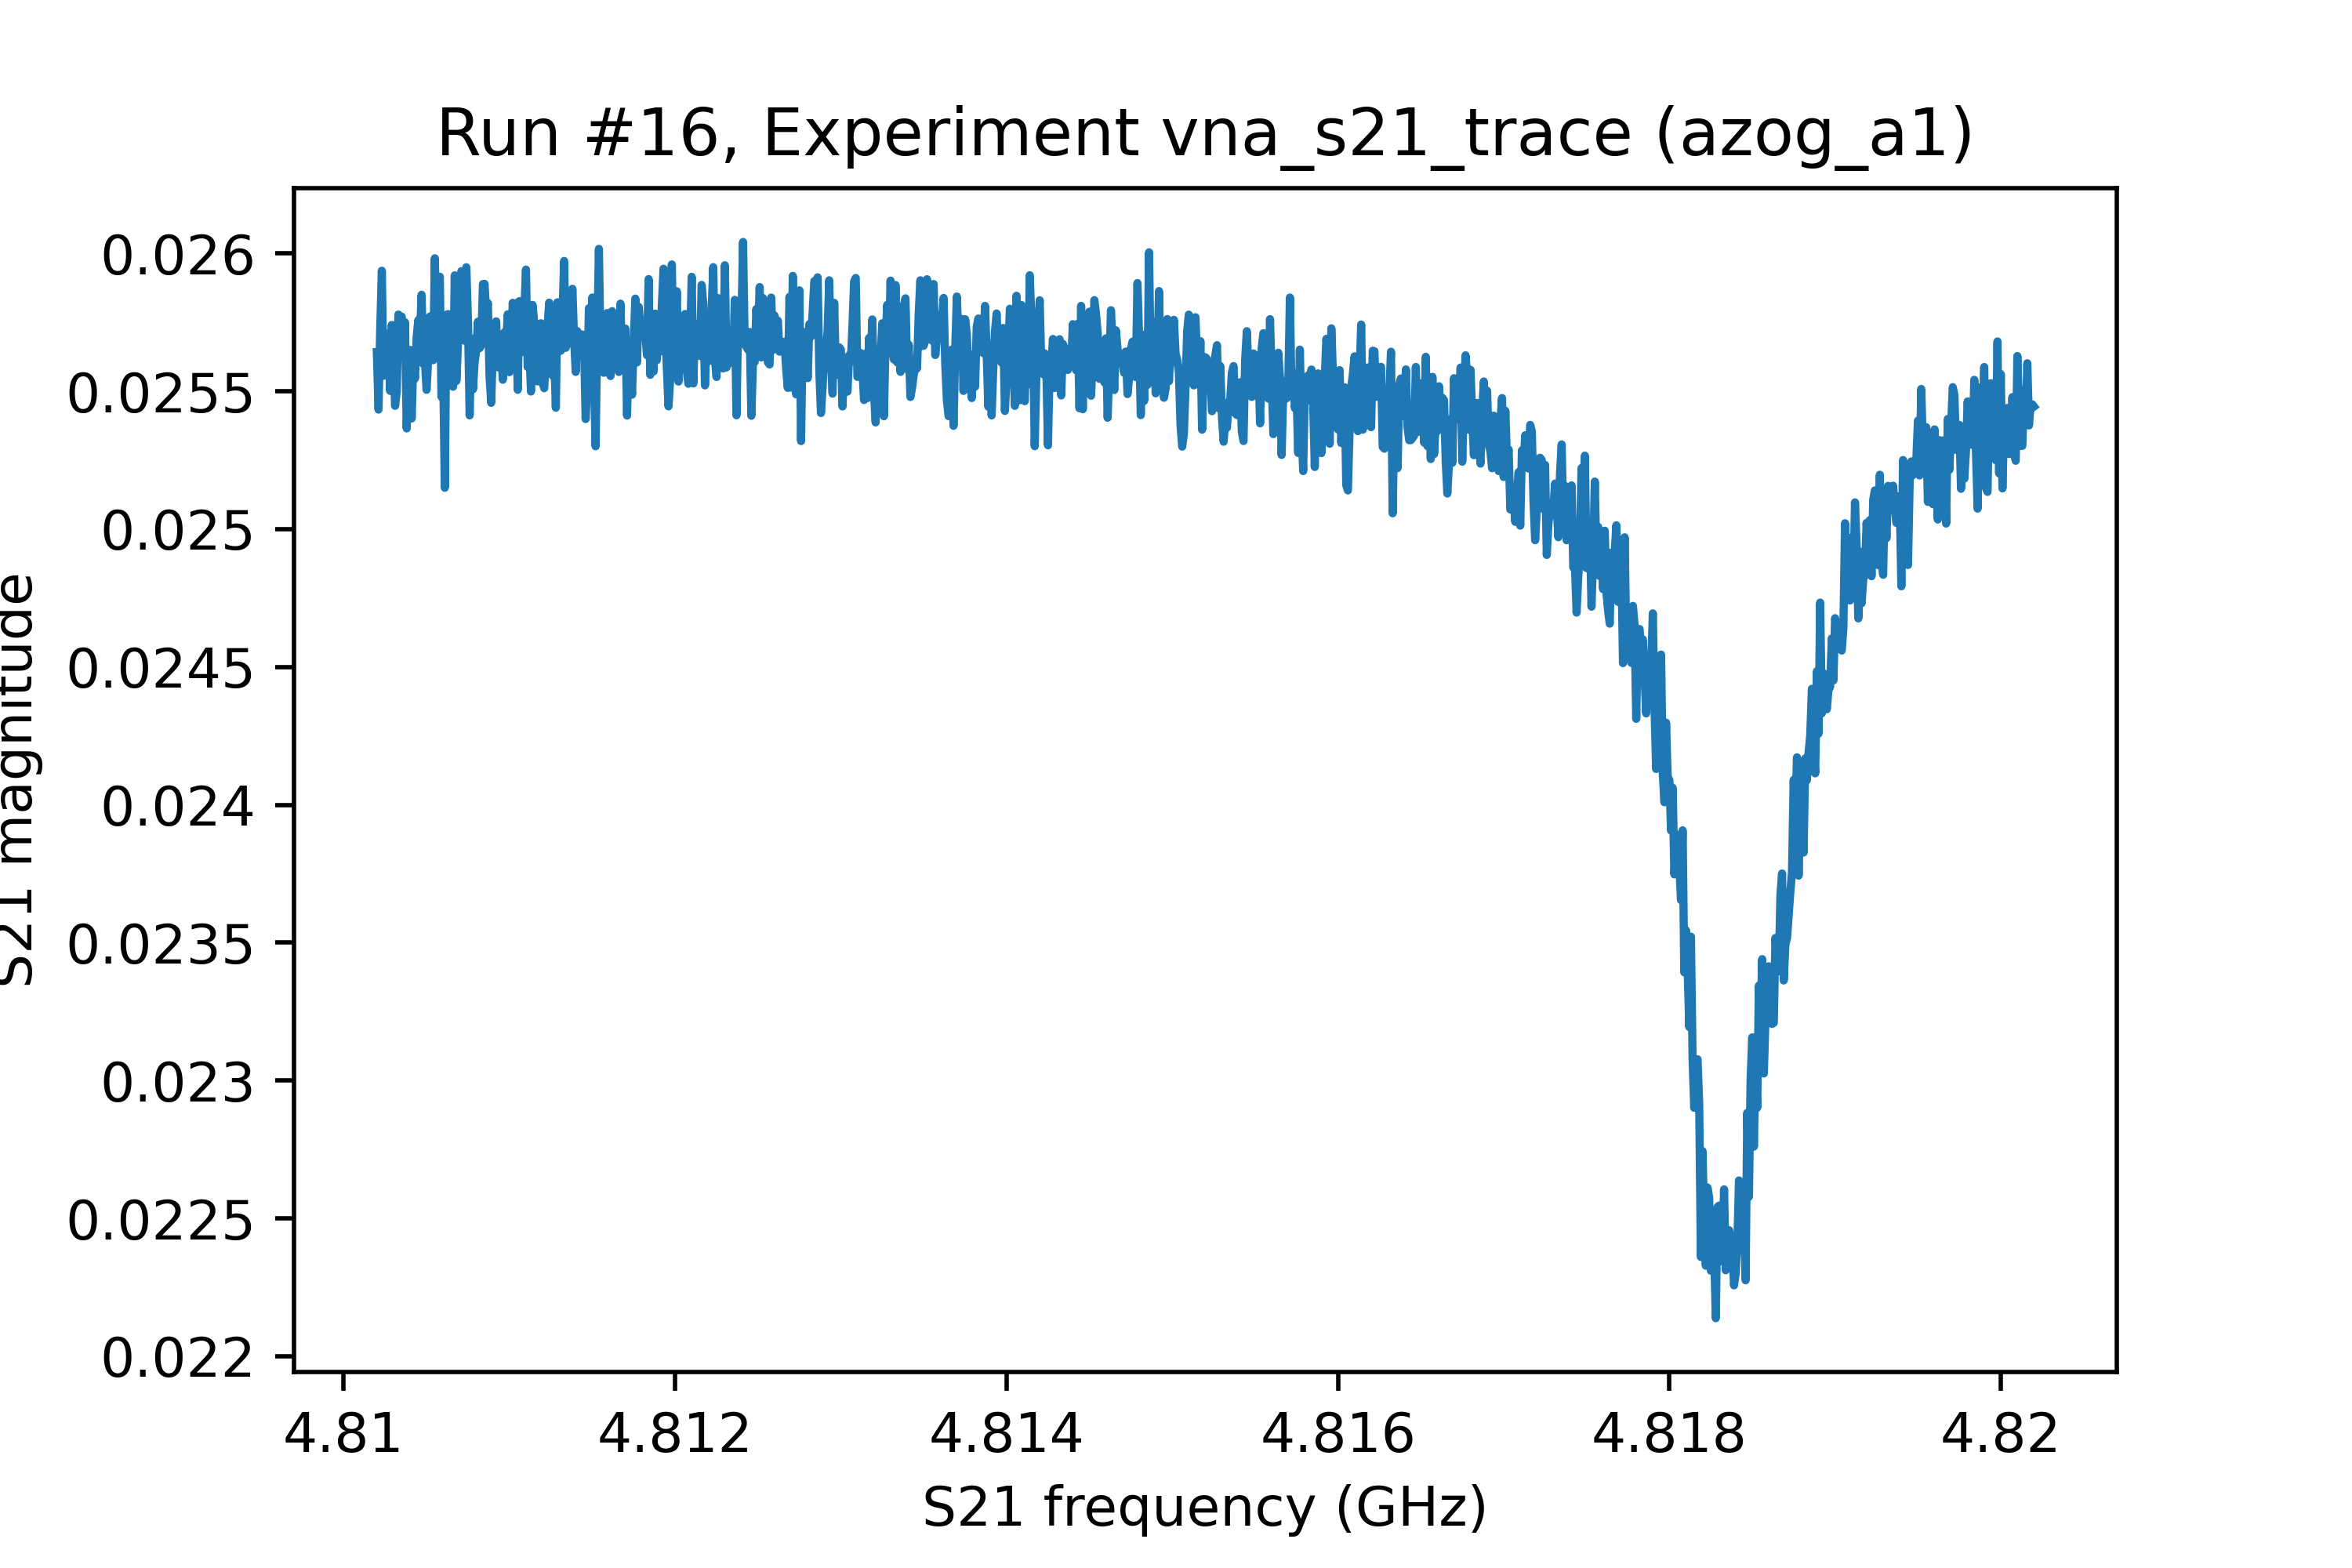 Run #16, Experiment vna_s21_trace (azog_a1)
0.026
0.0255
0.025
0.0245
0.024
0.0235
0.023
0.0225
0.022
S21 magnitude
4.81 4.812 4.814 4.816 4.818 4.82
S21 frequency (GHz)